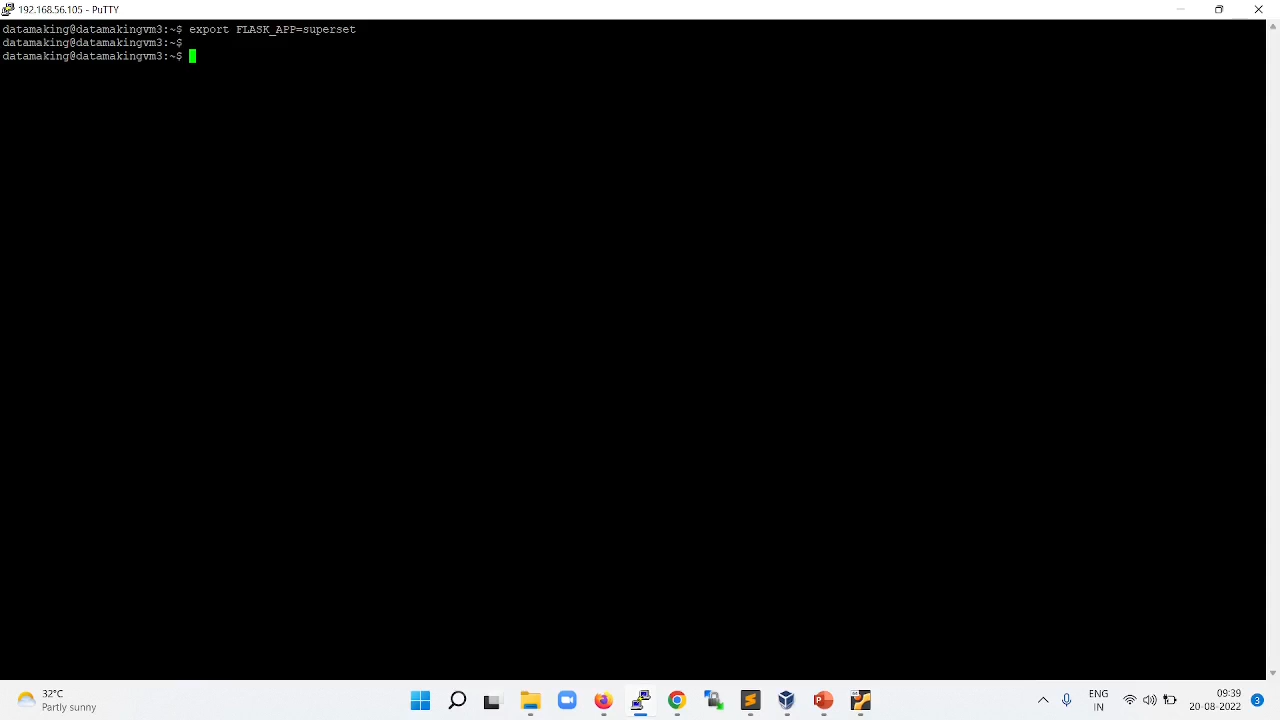 192.168.56.105 - PuTTY
datamaking@datamakingvm3:~$ export FLASK_APP=superset
datamaking@datamakingvm3:~$
datamaking@datamakingvm3:~$
32°C
Partly sunny
ENG
IN
09:39
20-08-2022
3